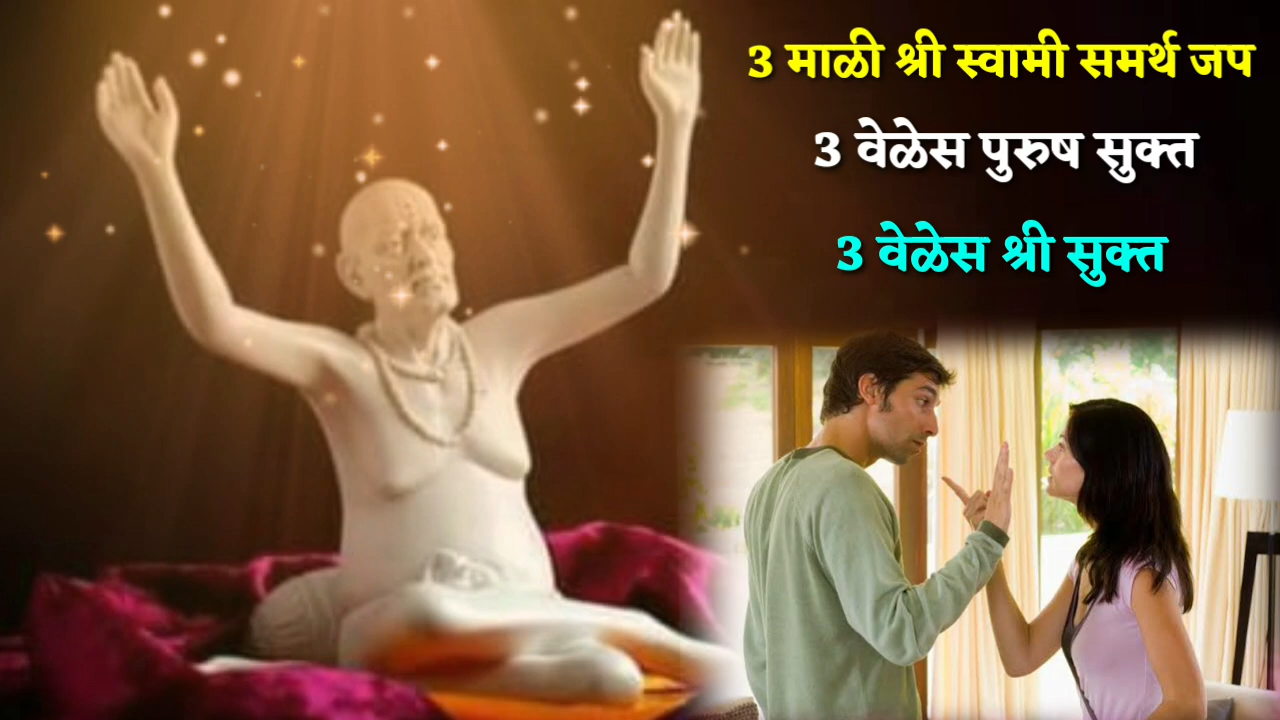 3 माळी श्री स्वामी समर्थ जप
3 वेळेस पुरुष सुक्त
3 वेळेस श्री सुक्त